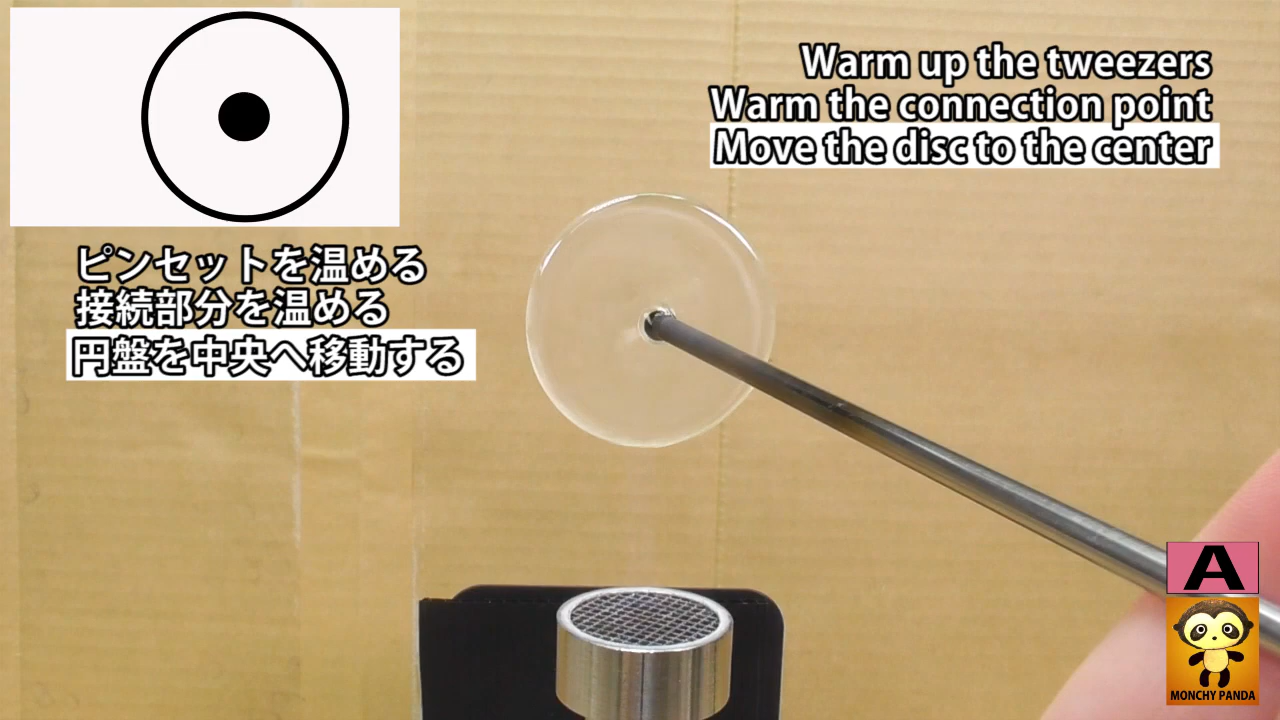 Warm up the tweezers
Warm the connection point
Move the disc to the center
ピンセットを温める
接続部分を温める
円盤を中央へ移動する
A
MONCHY PANDA